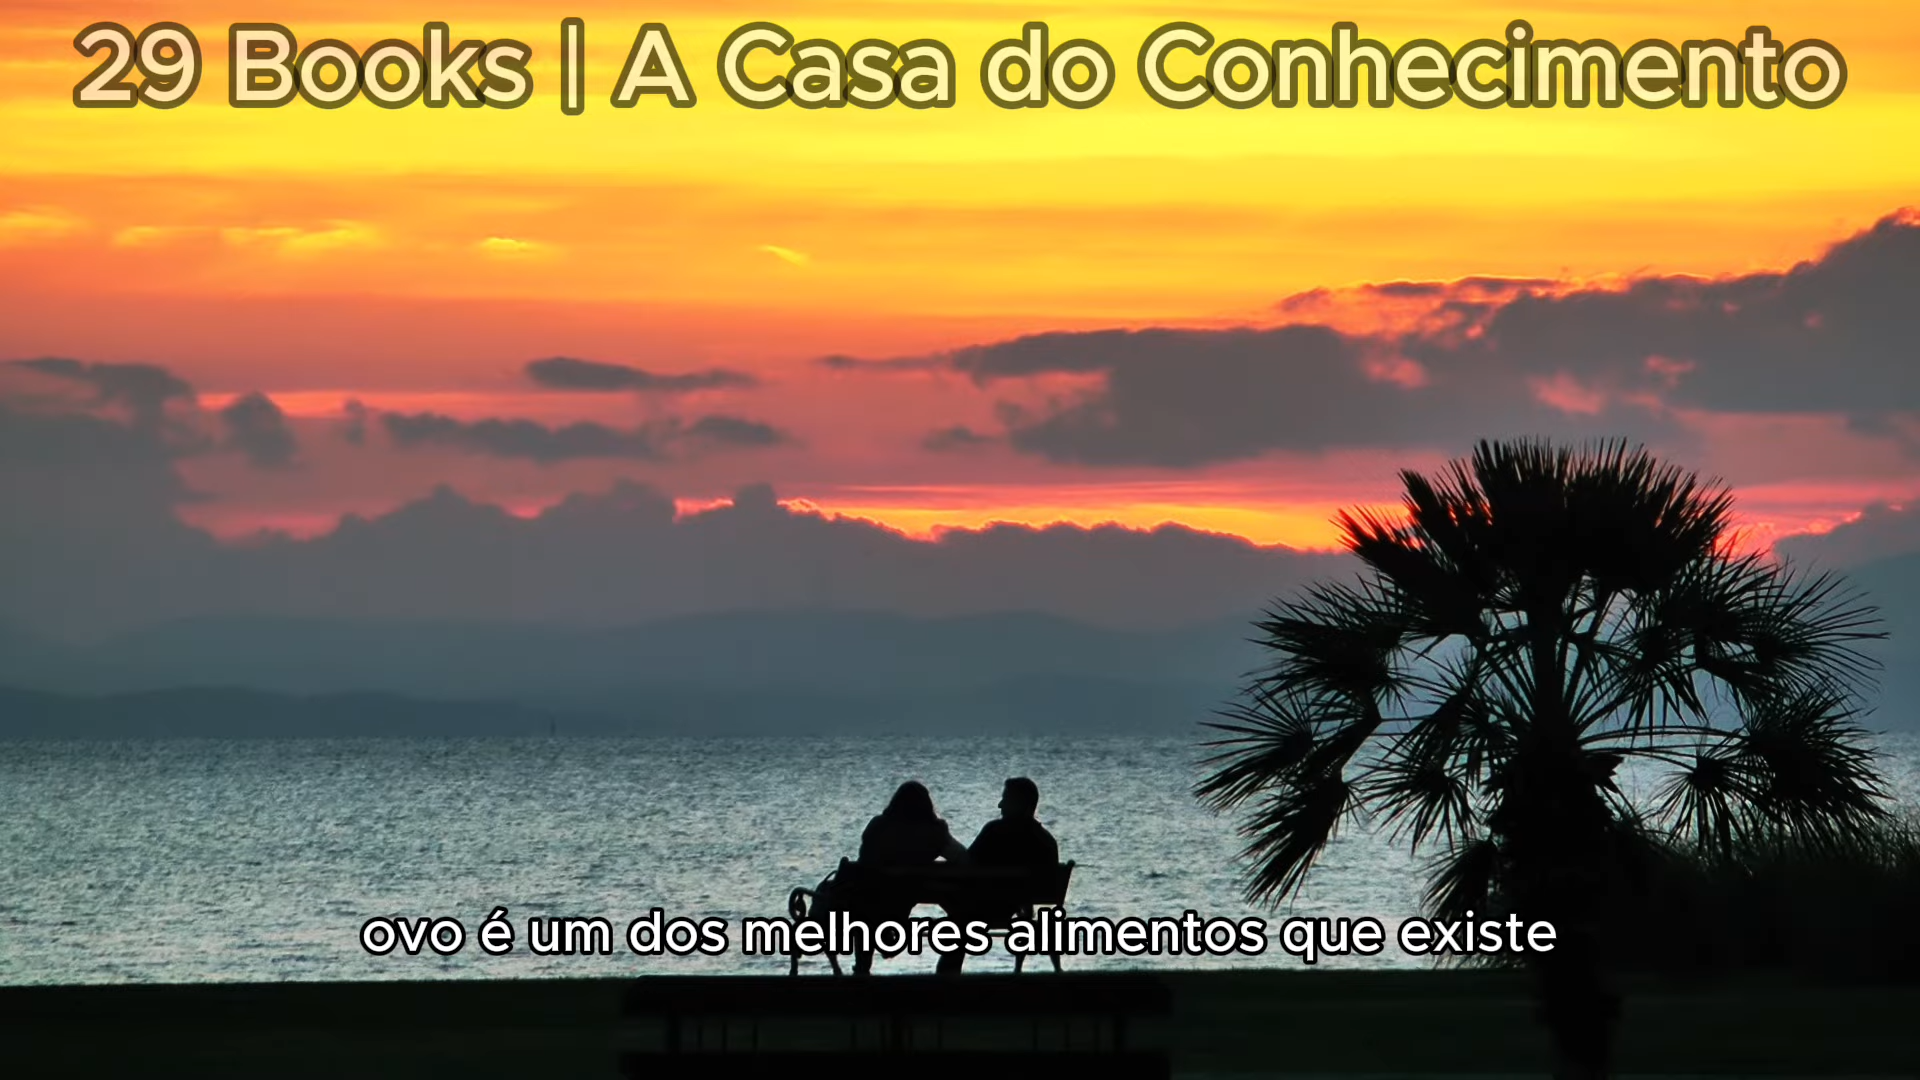 29 Books | A Casa do Conhecimento
ovo é um dos melhores alimentos que existe